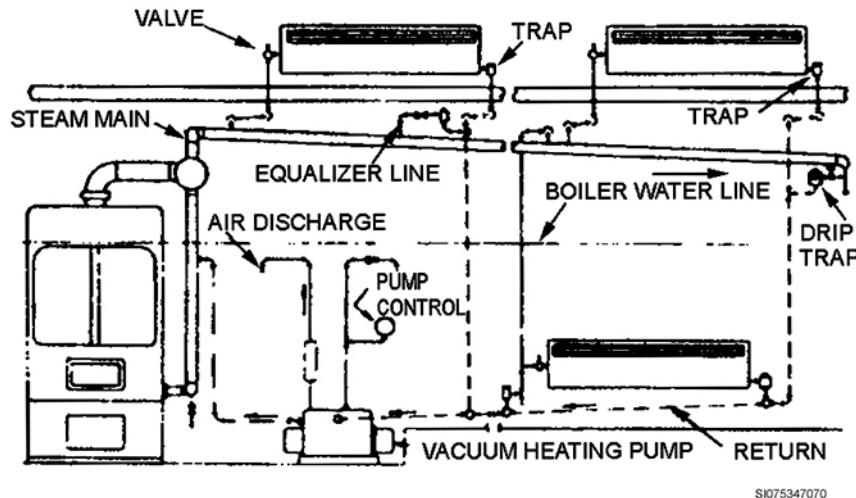 VALVE
TRAP
STEAM MAIN
TRAP
EQUALIZER LINE
BOILER WATER LINE
AIR DISCHARGE
DRIP
TRAP
PUMP
CONTROL
VACUUM HEATING PUMP
RETURN
SI075347070